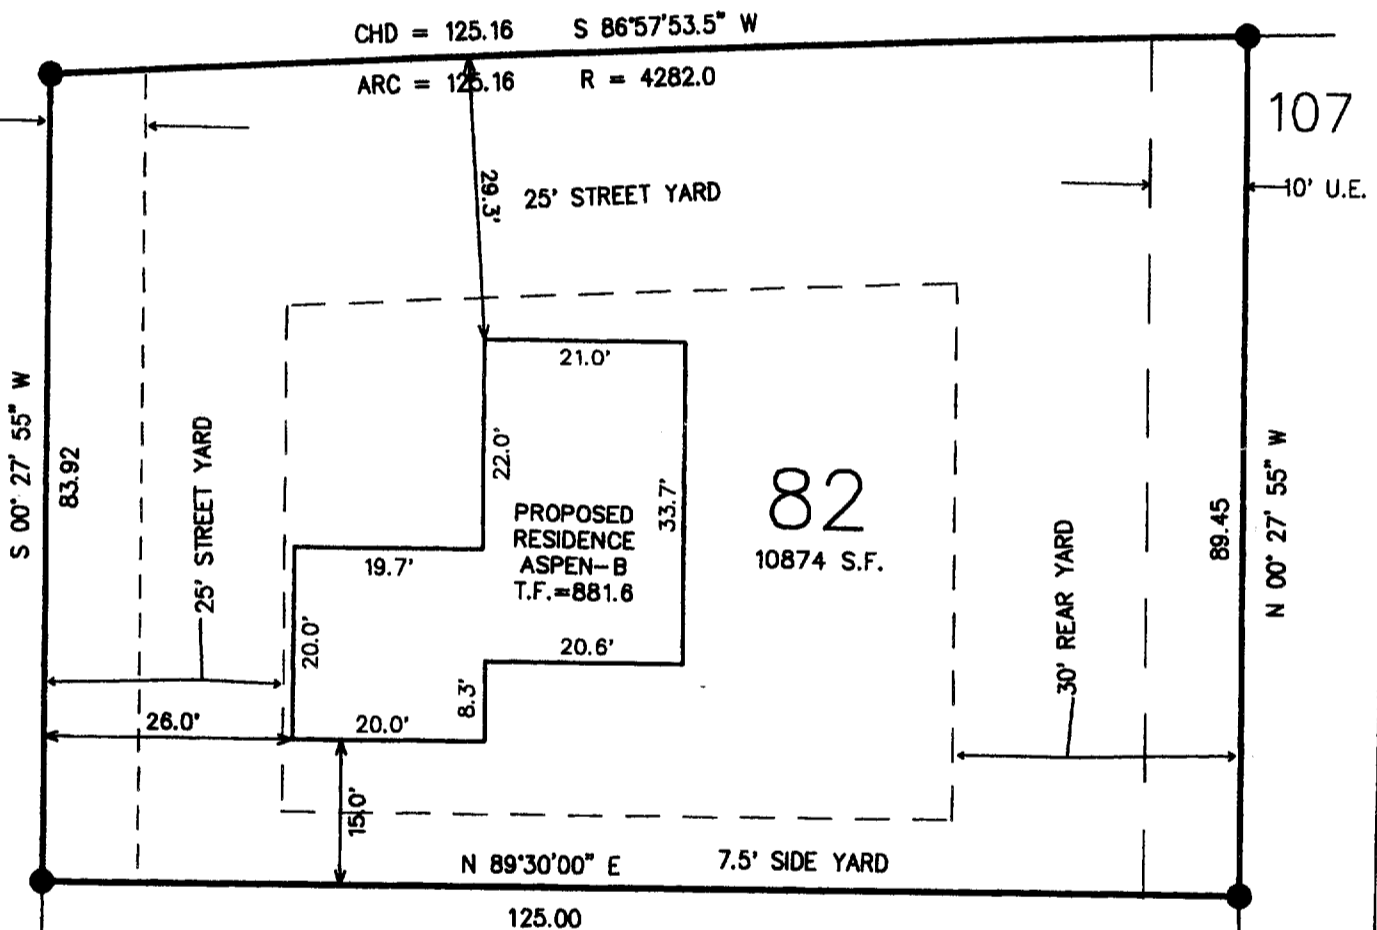 CHD = 125.16 S 86°57'53.5" W
ARC = 125.16 R = 4282.0
107
10' U.E.
29.3'
25' STREET YARD
21.0'
S 00° 27' 55" W
83.92
25' STREET YARD
22.0'
33.7'
82
10874 S.F.
PROPOSED
RESIDENCE
ASPEN-B
T.F.=881.6
19.7'
20.0'
20.6'
8.3'
30' REAR YARD
89.45
N 00° 27' 55" W
26.0'
20.0'
15.0'
N 89°30'00" E
7.5' SIDE YARD
125.00